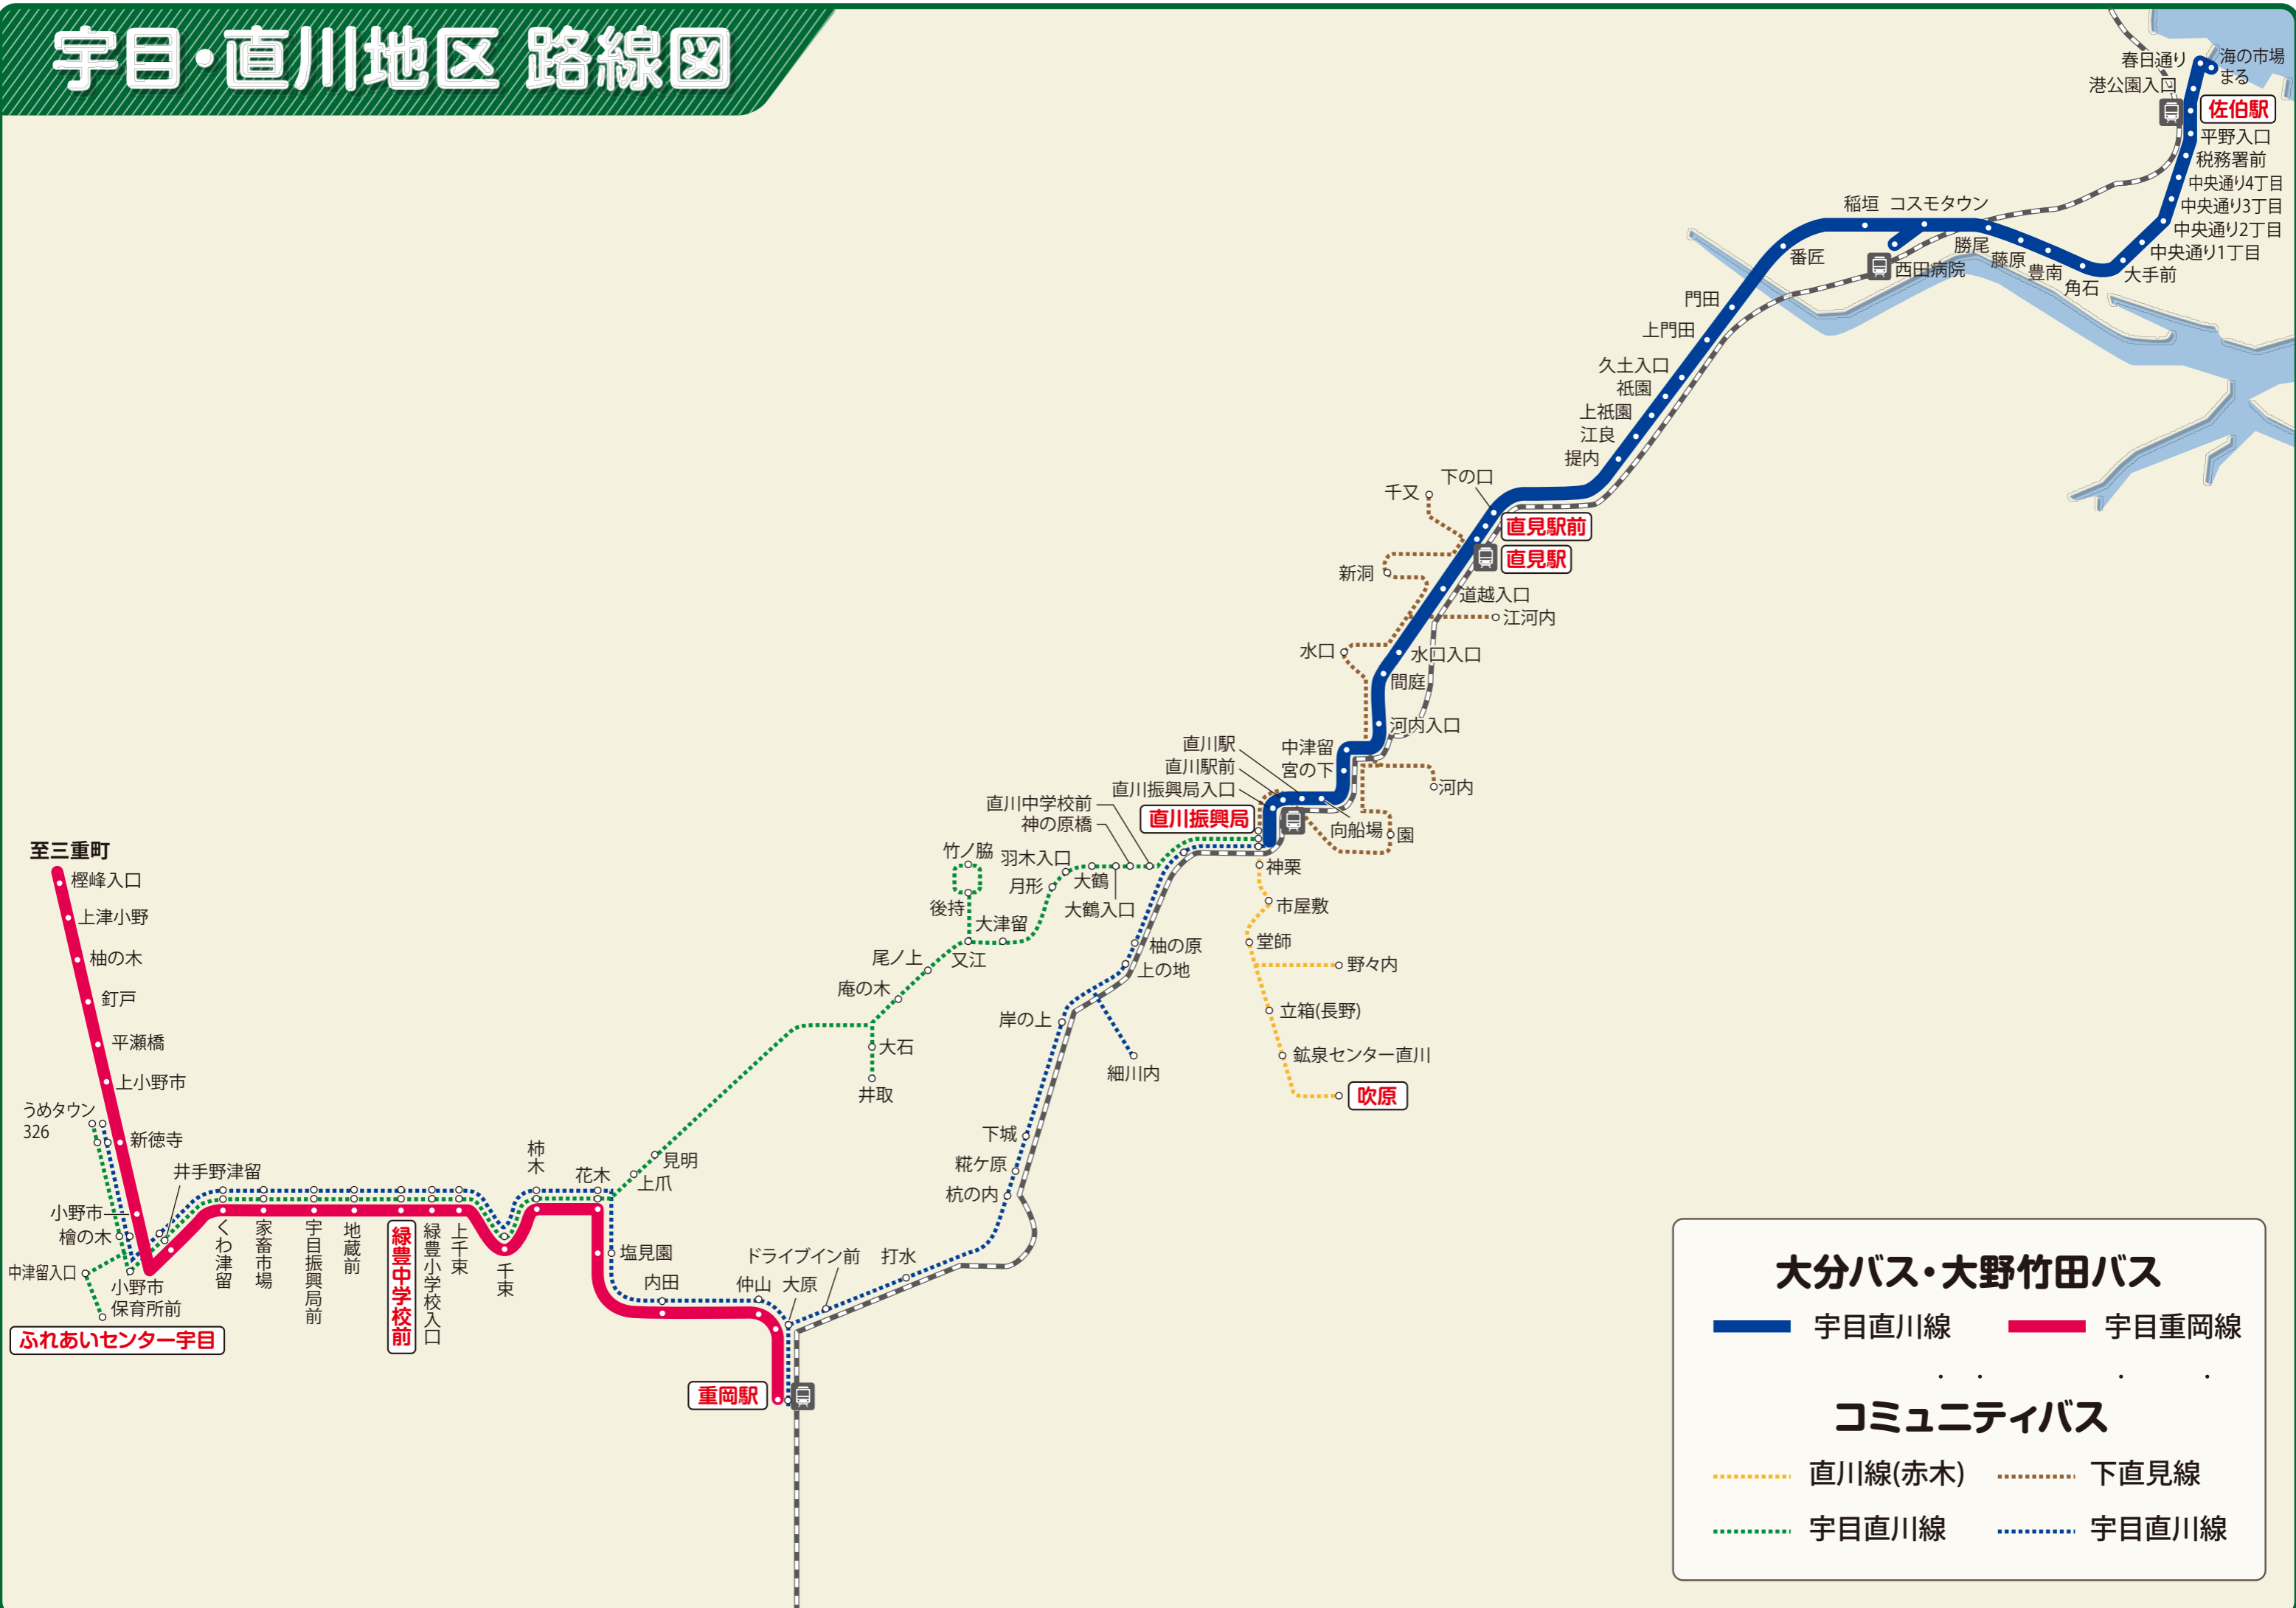 宇目・直川地区 路線図
春日通り
海の市場
まる
港公園入口
佐伯駅
平野入口
税務署前
中央通り4丁目
中央通り3丁目
中央通り2丁目
中央通り1丁目
大手前
角石
豊南
藤原
勝尾
西田病院
稲垣
コスモタウン
番匠
門田
上門田
久土入口
祇園
上祇園
江良
提内
下の口
千又
直見駅前
直見駅
新洞
道越入口
江河内
水口
水口入口
間庭
河内入口
中津留
宮の下
直川駅
直川駅前
直川振興局入口
直川振興局
向船場
河内
園
直川中学校前
神の原橋
神栗
市屋敷
堂師
野々内
立箱(長野)
鉱泉センター直川
吹原
竹ノ脇
羽木入口
月形
大鶴
大鶴入口
後持
大津留
又江
尾ノ上
庵の木
大石
井取
見明
上爪
柚の原
上の地
岸の上
細川内
下城
糀ケ原
杭の内
打水
ドライブイン前
大原
仲山
内田
塩見園
花木
柿木
千束
上千束
緑豊小学校入口
緑豊中学校前
地蔵前
宇目振興局前
家畜市場
くわ津留
井手野津留
重岡駅
至三重町
樫峰入口
上津小野
柚の木
釘戸
平瀬橋
上小野市
うめタウン
326
新徳寺
小野市
檜の木
中津留入口
小野市
保育所前
ふれあいセンター宇目
大分バス・大野竹田バス
宇目直川線
宇目重岡線
コミュニティバス
直川線(赤木)
下直見線
宇目直川線
宇目直川線